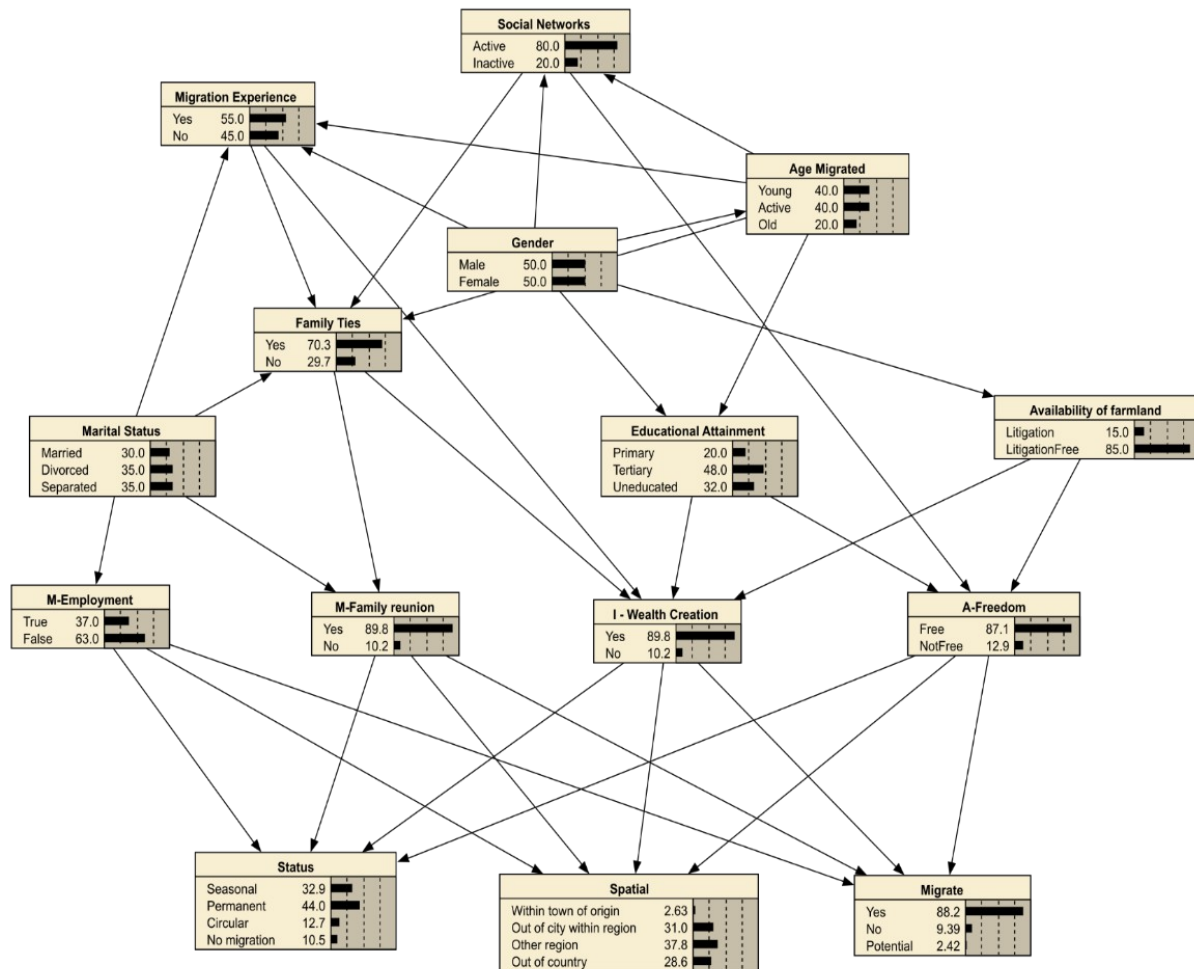 Social Networks
Active 80.0
Inactive 20.0
Migration Experience
Yes 55.0
No 45.0
Age Migrated
Young 40.0
Active 40.0
Old 20.0
Gender
Male 50.0
Female 50.0
Family Ties
Yes 70.3
No 29.7
Marital Status
Married 30.0
Divorced 35.0
Separated 35.0
Educational Attainment
Primary 20.0
Tertiary 48.0
Uneducated 32.0
Availability of farmland
Litigation 15.0
LitigationFree 85.0
M-Employment
True 37.0
False 63.0
M-Family reunion
Yes 89.8
No 10.2
I - Wealth Creation
Yes 89.8
No 10.2
A-Freedom
Free 87.1
NotFree 12.9
Status
Seasonal 32.9
Permanent 44.0
Circular 12.7
No migration 10.5
Spatial
Within town of origin 2.63
Out of city within region 31.0
Other region 37.8
Out of country 28.6
Migrate
Yes 88.2
No 9.39
Potential 2.42